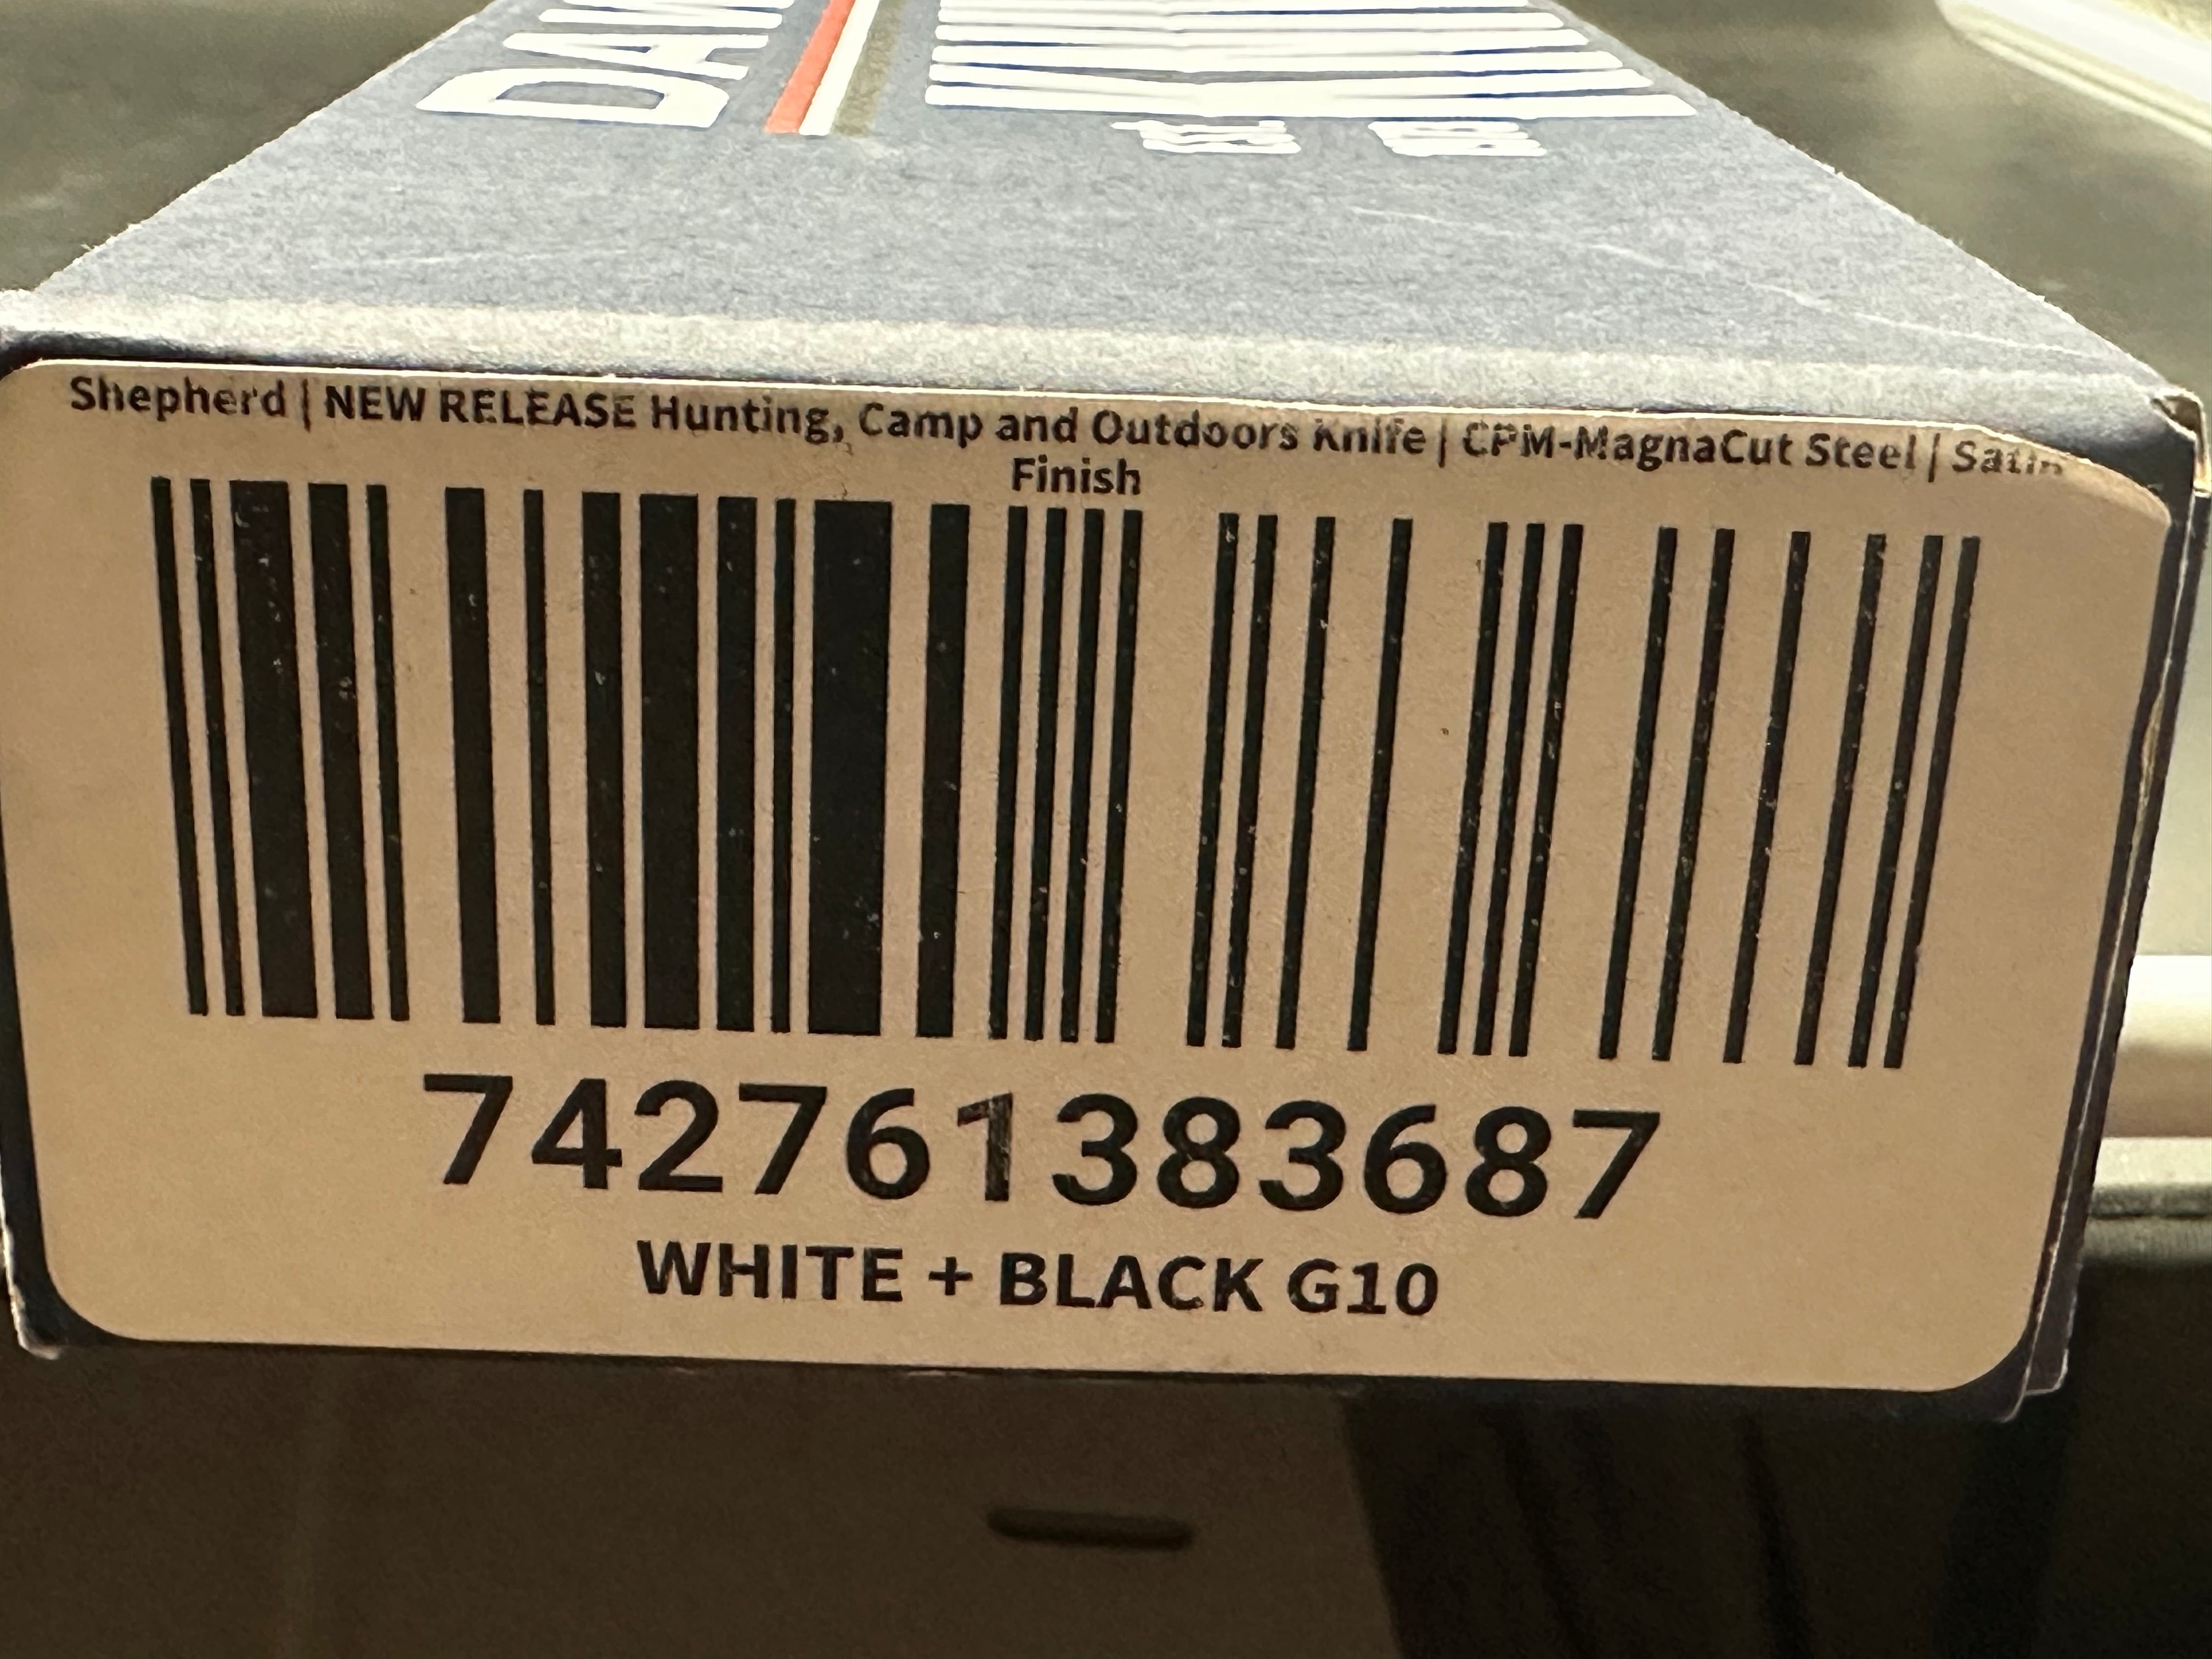 Shepherd | NEW RELEASE Hunting, Camp and Outdoors Knife | CPM-MagnaCut Steel | Satin
Finish
742761383687
WHITE + BLACK G10